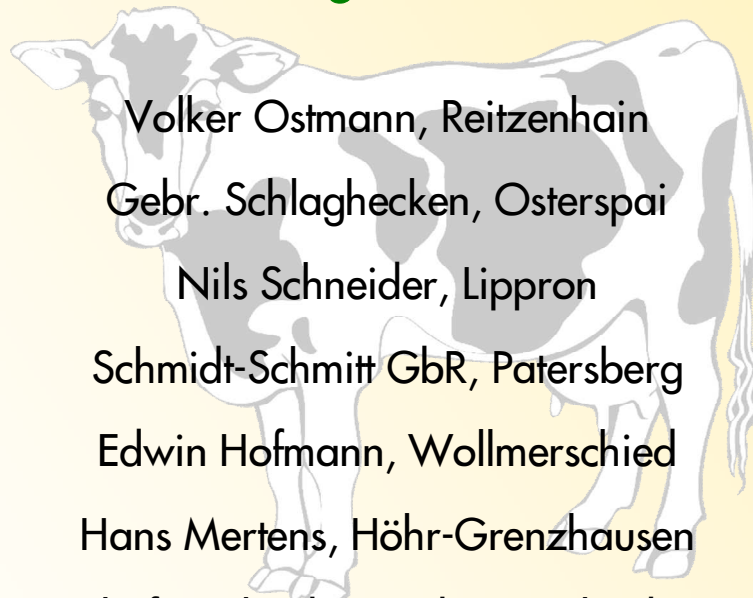 Volker Ostmann, Reitzenhain
Gebr. Schlaghecken, Osterspai
Nils Schneider, Lippron
Schmidt-Schmitt GbR, Patersberg
Edwin Hofmann, Wollmerschied
Hans Mertens, Höhr-Grenzhausen